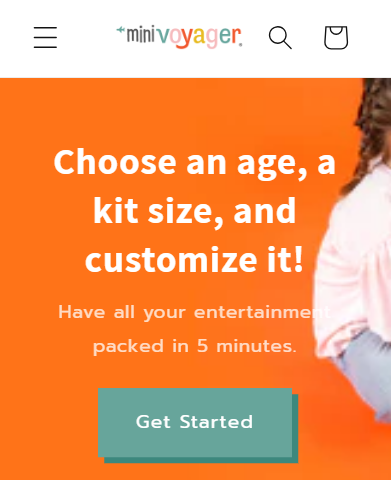 minivoyager
Choose an age, a
kit size, and
customize it!
Have all your entertainment
packed in 5 minutes.
Get Started